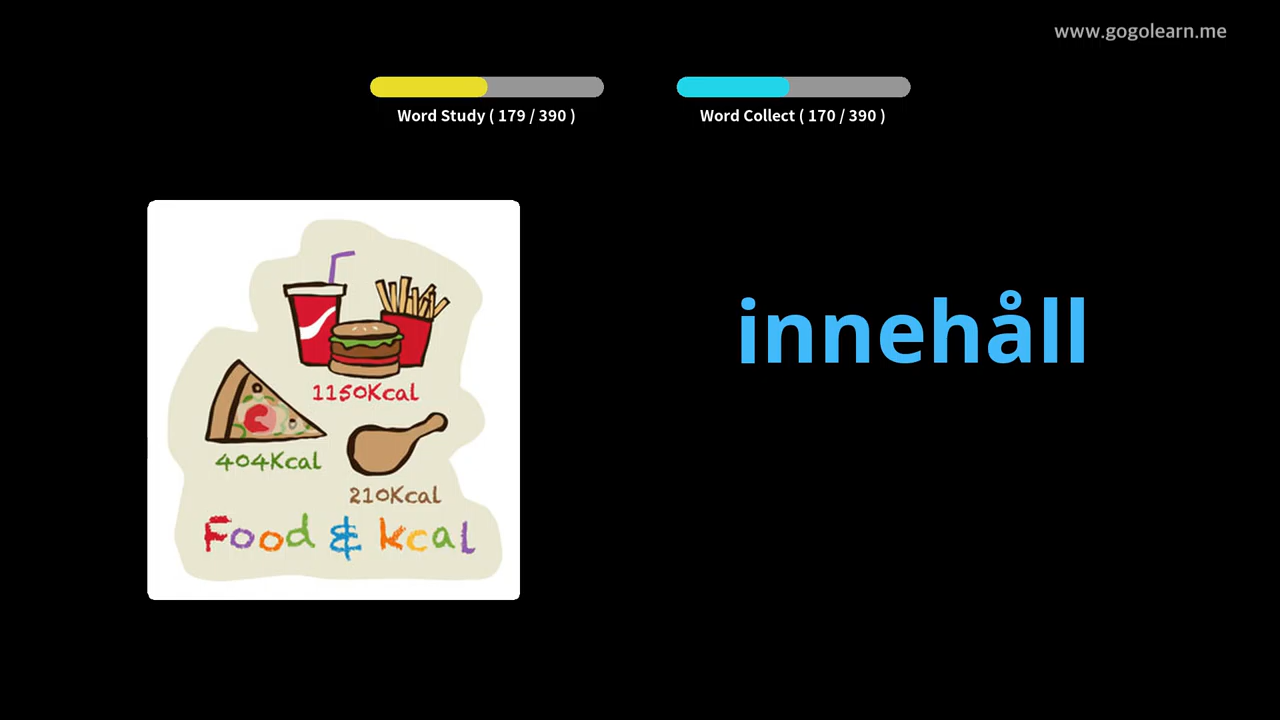 www.gogolearn.me
Word Study ( 179 / 390 )
Word Collect ( 170 / 390 )
1150Kcal
404Kcal
210Kcal
Food & kcal
innehåll